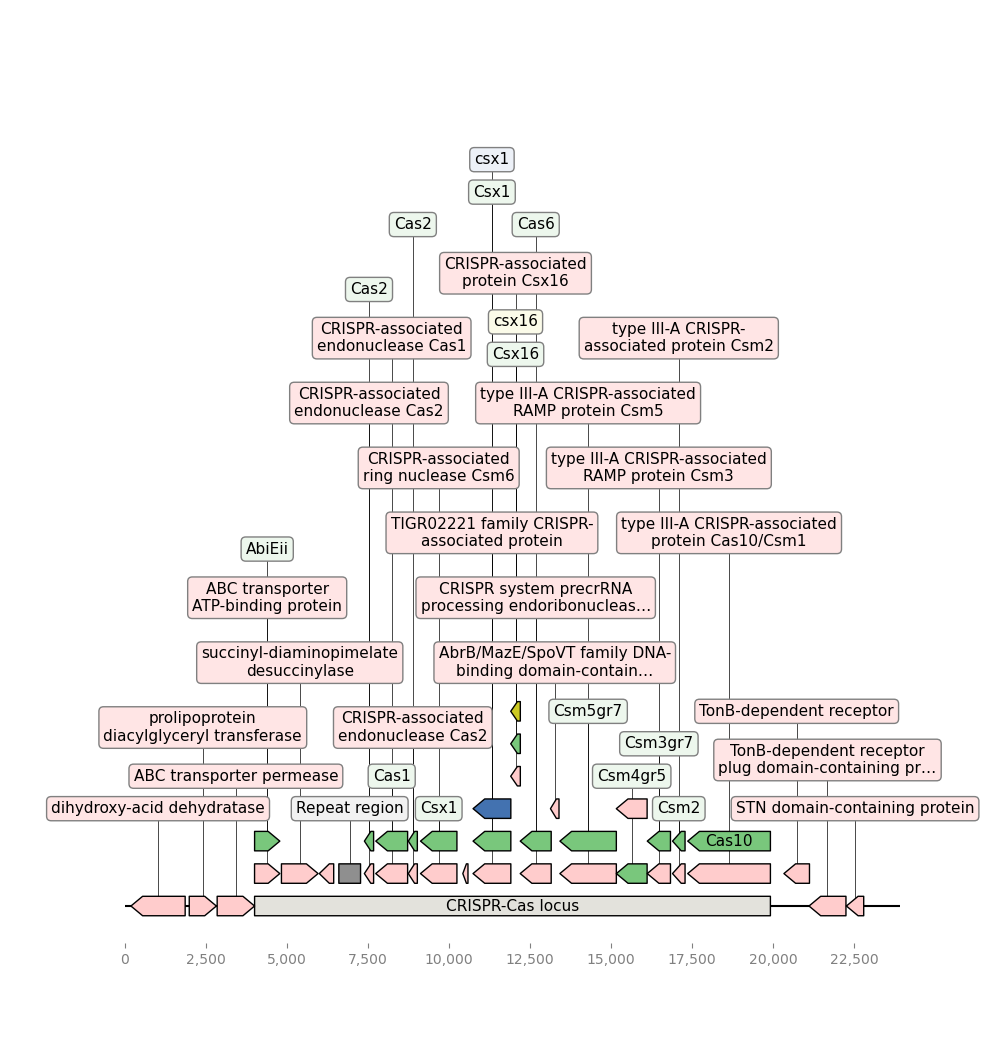 csx1
Csx1
Cas2
Cas6
CRISPR-associated
protein Csx16
Cas2
csx16
CRISPR-associated
endonuclease Cas1
type III-A CRISPR-
associated protein Csm2
Csx16
CRISPR-associated
endonuclease Cas2
type III-A CRISPR-associated
RAMP protein Csm5
CRISPR-associated
ring nuclease Csm6
type III-A CRISPR-associated
RAMP protein Csm3
TIGR02221 family CRISPR-
associated protein
type III-A CRISPR-associated
protein Cas10/Csm1
AbiEii
ABC transporter
ATP-binding protein
CRISPR system precrRNA
processing endoribonucleas…
succinyl-diaminopimelate
desuccinylase
AbrB/MazE/SpoVT family DNA-
binding domain-contain…
prolipoprotein
diacylglyceryl transferase
CRISPR-associated
endonuclease Cas2
Csm5gr7
TonB-dependent receptor
Csm3gr7
TonB-dependent receptor
plug domain-containing pr…
ABC transporter permease
Cas1
Csm4gr5
dihydroxy-acid dehydratase
Repeat region
Csx1
Csm2
STN domain-containing protein
Cas10
CRISPR-Cas locus
0 2,500 5,000 7,500 10,000 12,500 15,000 17,500 20,000 22,500